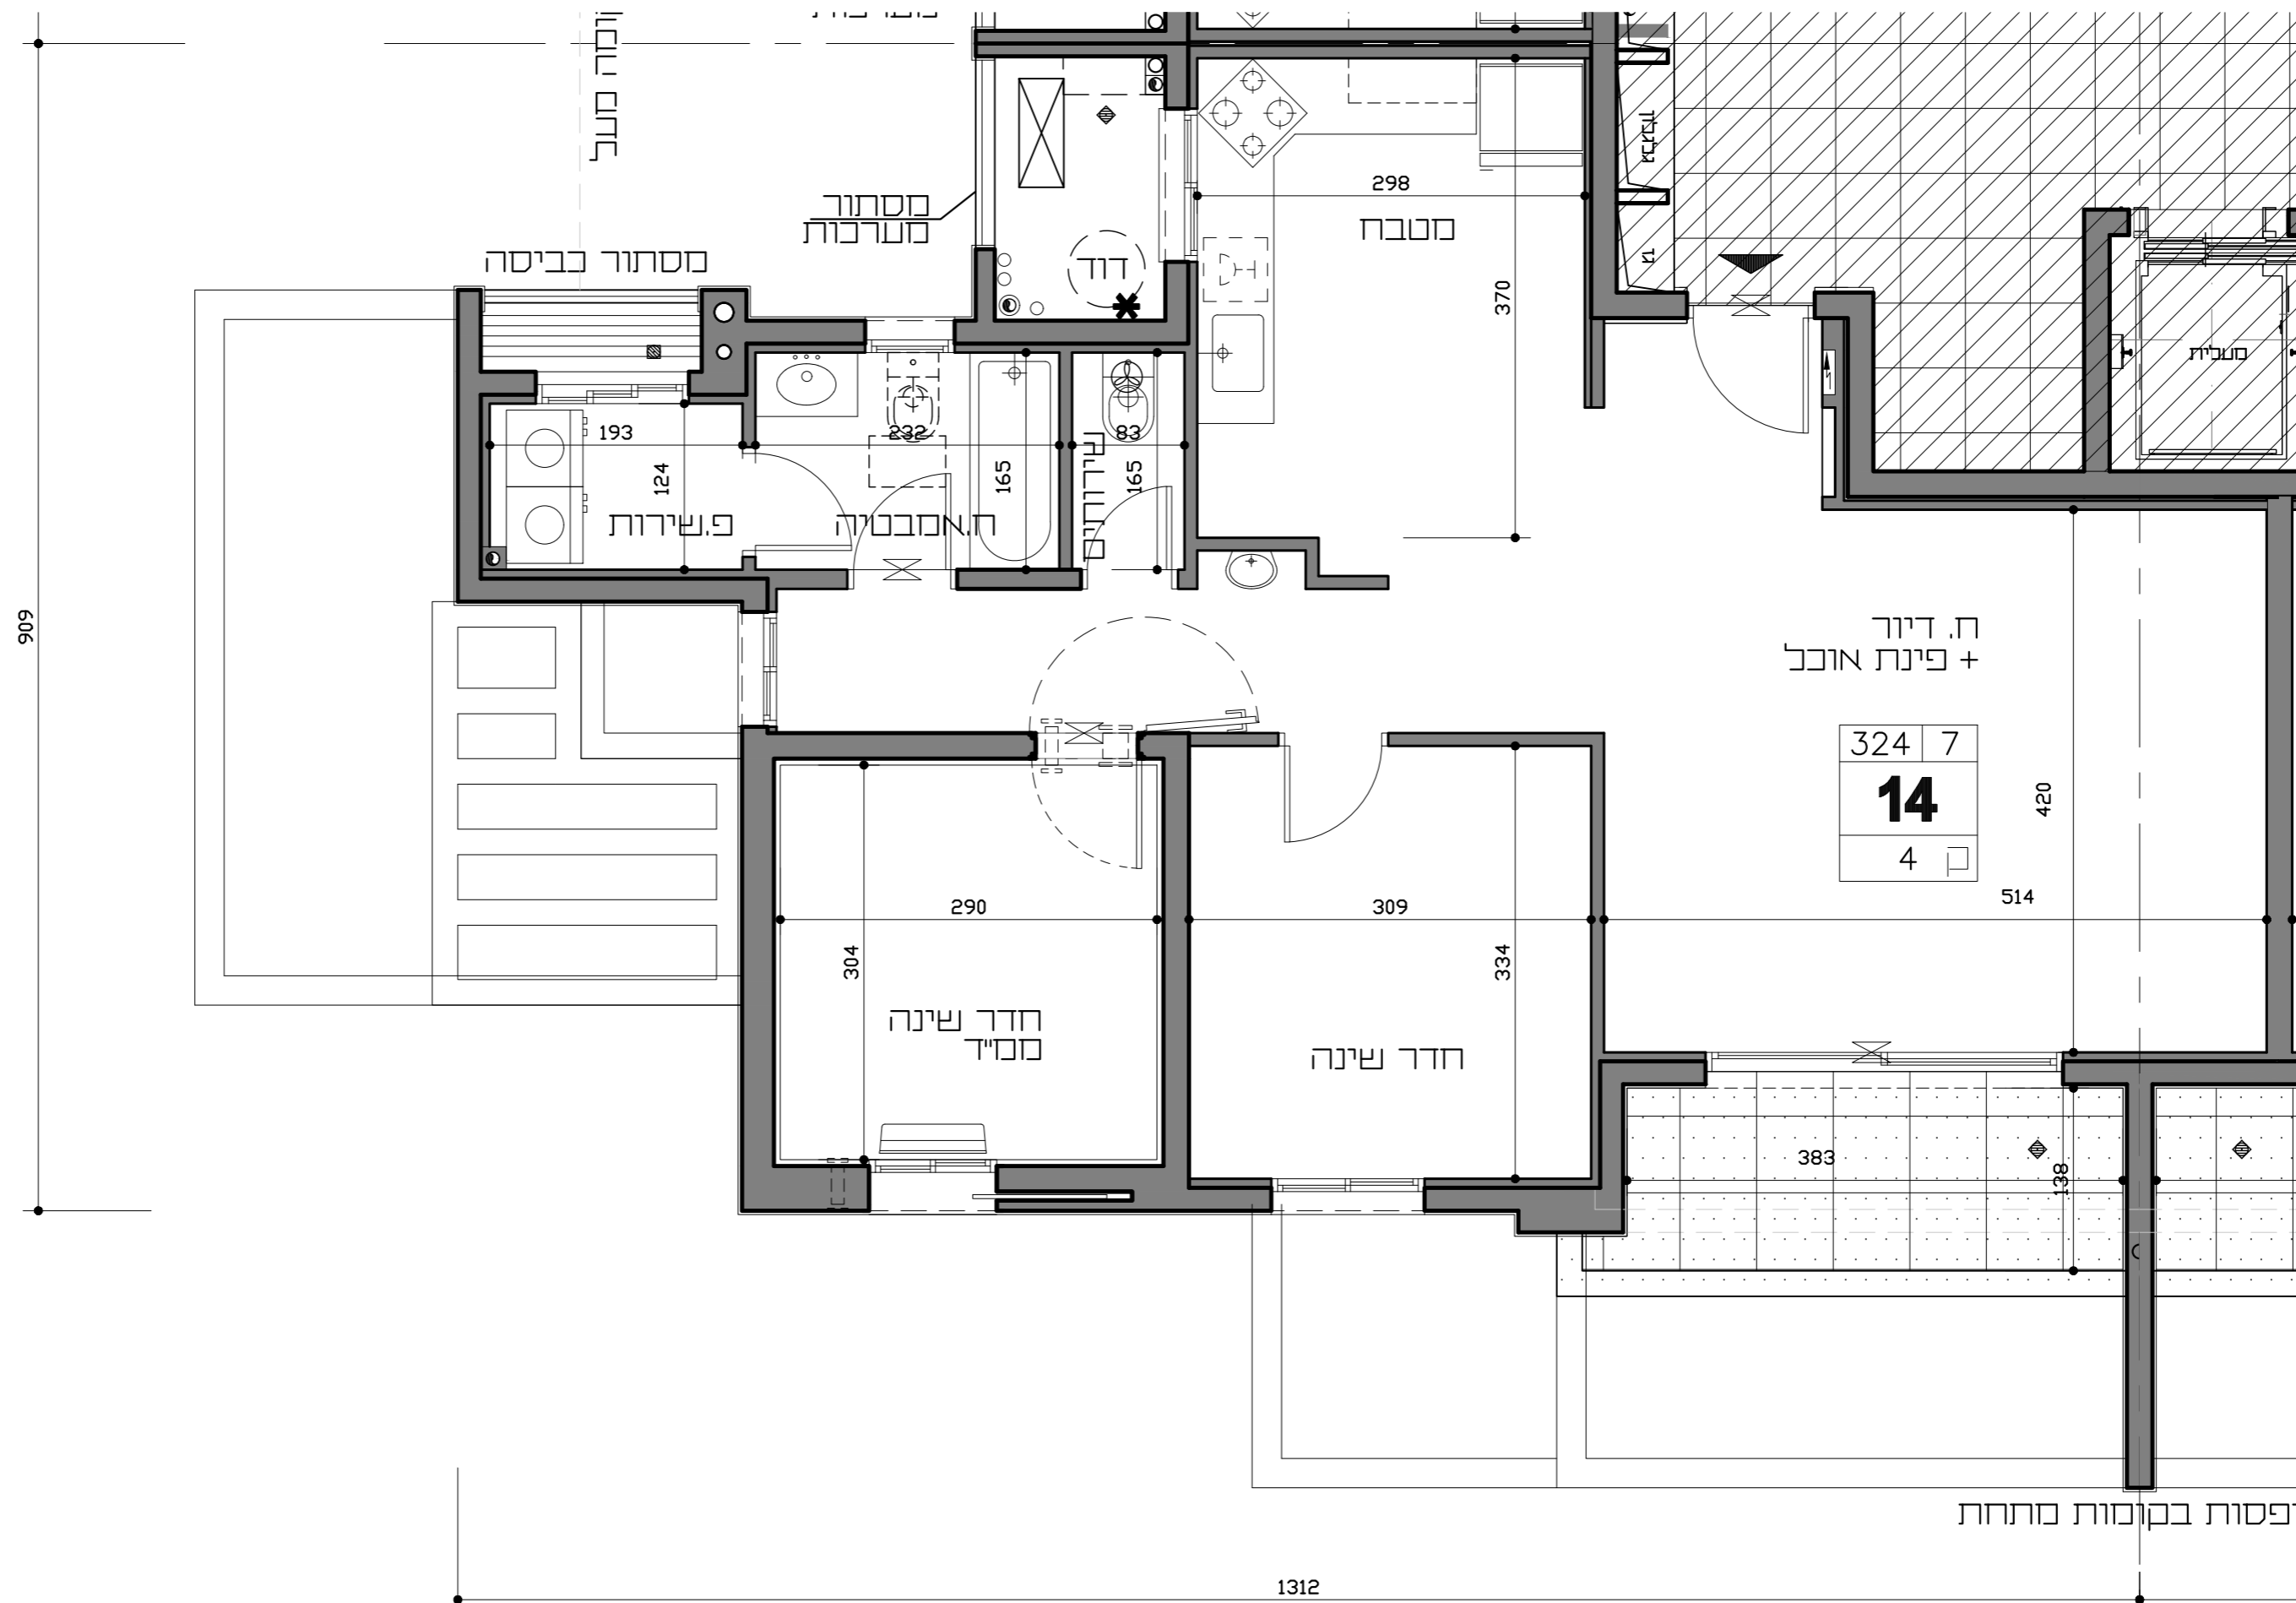 מסתור
מערכות
מסתור כביסה
דוד
298
מטבח
370
חשמל
מעלית
193
232
83
124
165
165
פ.שירות
ח.אמבטיה
שירותים
909
ח. דיור
+ פינת אוכל
324 7
14
ק 4
420
514
290
309
304
334
חדר שינה
ממ"ד
חדר שינה
383
138
בקומות מתחת
1312